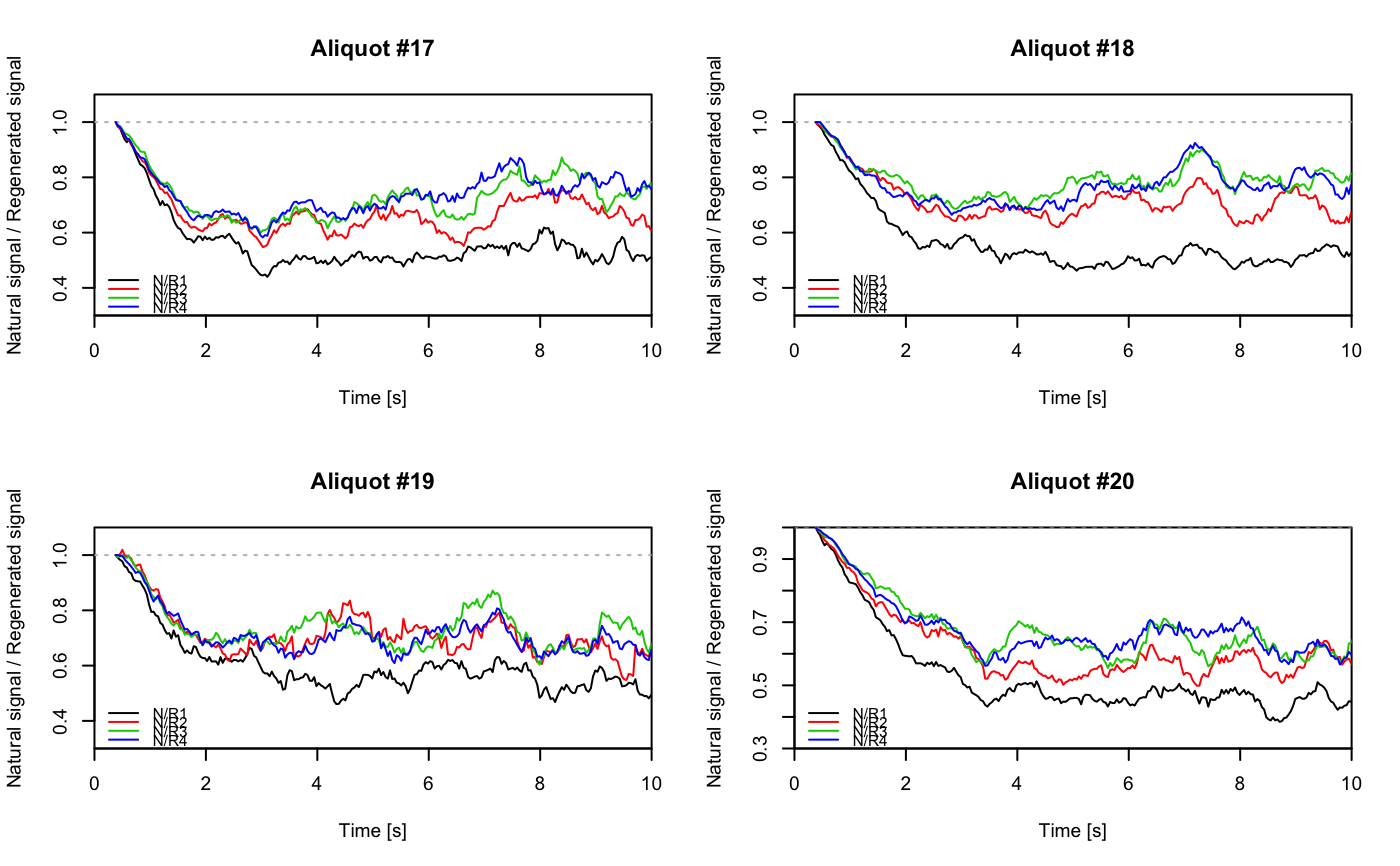 Aliquot #17
Natural signal / Regenerated signal
1.0
0.8
0.6
0.4
N/R1
N/R2
N/R3
N/R4
0 2 4 6 8 10
Time [s]
Aliquot #18
Natural signal / Regenerated signal
1.0
0.8
0.6
0.4
N/R1
N/R2
N/R3
N/R4
0 2 4 6 8 10
Time [s]
Aliquot #19
Natural signal / Regenerated signal
1.0
0.8
0.6
0.4
N/R1
N/R2
N/R3
N/R4
0 2 4 6 8 10
Time [s]
Aliquot #20
Natural signal / Regenerated signal
0.9
0.7
0.5
0.3
N/R1
N/R2
N/R3
N/R4
0 2 4 6 8 10
Time [s]